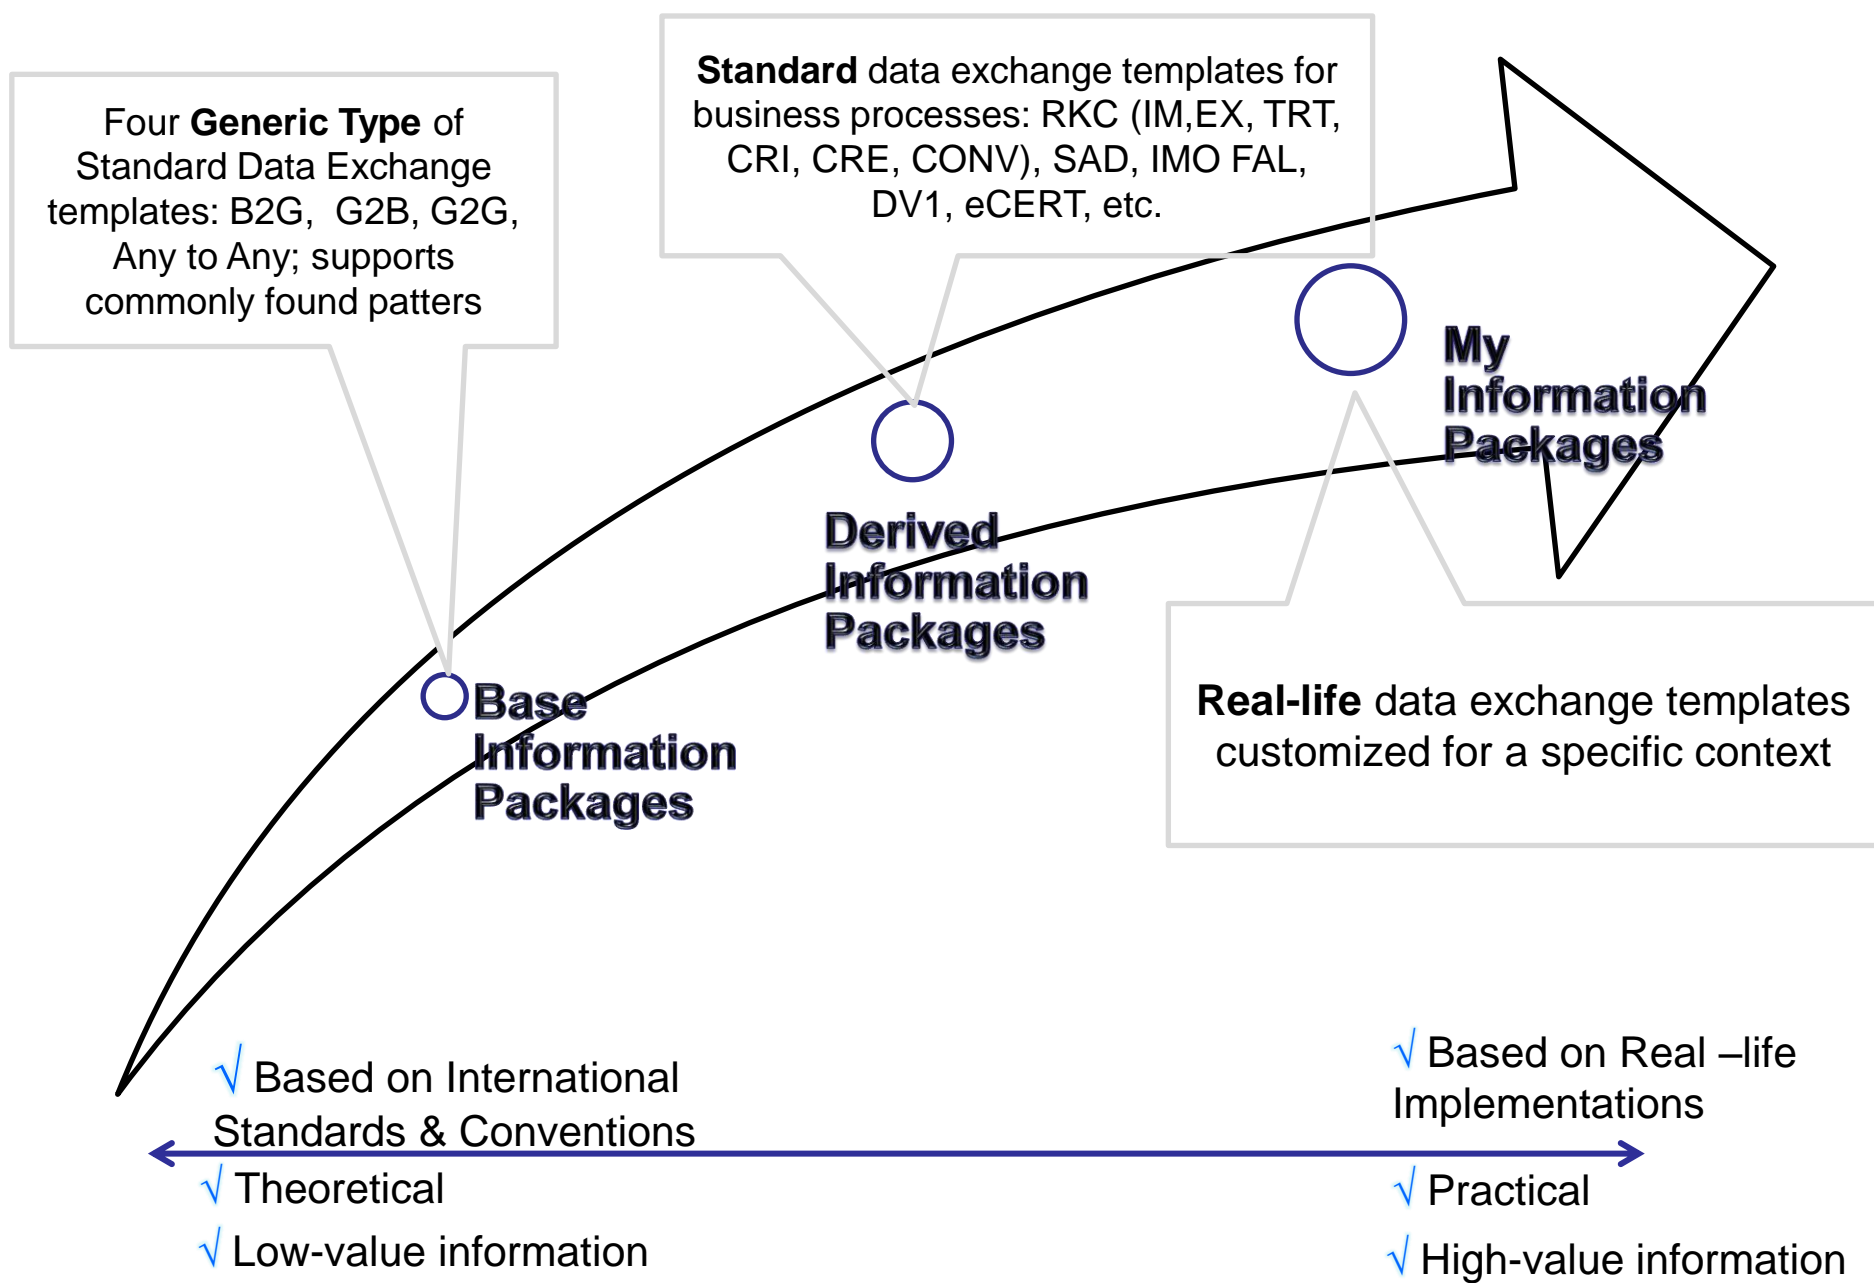 Four Generic Type of
Standard Data Exchange
templates: B2G, G2B, G2G,
Any to Any; supports
commonly found patters
Standard data exchange templates for
business processes: RKC (IM,EX, TRT,
CRI, CRE, CONV), SAD, IMO FAL,
DV1, eCERT, etc.
My
Information
Packages
Derived
Information
Packages
Base
Information
Packages
Real-life data exchange templates
customized for a specific context
√ Based on International
Standards & Conventions
√ Theoretical
√ Low-value information
√ Based on Real –life
Implementations
√ Practical
√ High-value information